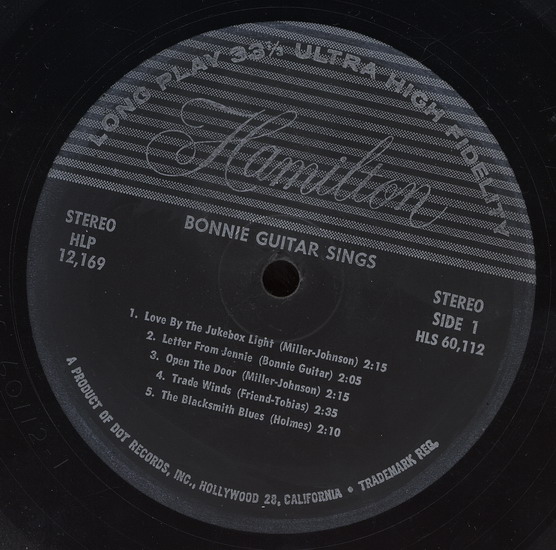 LONG PLAY 33⅓ ULTRA HIGH FIDELITY
Hamilton
BONNIE GUITAR SINGS
STEREO
HLP
12,169
STEREO
SIDE 1
HLS 60,112
1. Love By The Jukebox Light (Miller-Johnson) 2:15
2. Letter From Jennie (Bonnie Guitar) 2:05
3. Open The Door (Miller-Johnson) 2:15
4. Trade Winds (Friend-Tobias) 2:35
5. The Blacksmith Blues (Holmes) 2:10
A PRODUCT OF DOT RECORDS, INC., HOLLYWOOD 28, CALIFORNIA • TRADEMARK REG.